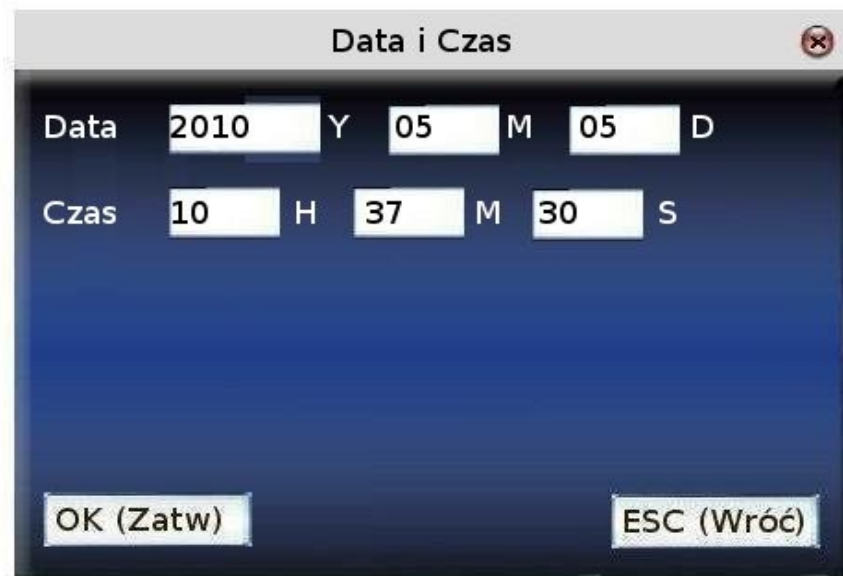 Data i Czas
Data 2010 Y 05 M 05 D
Czas 10 H 37 M 30 S
OK (Zatw) ESC (Wróć)